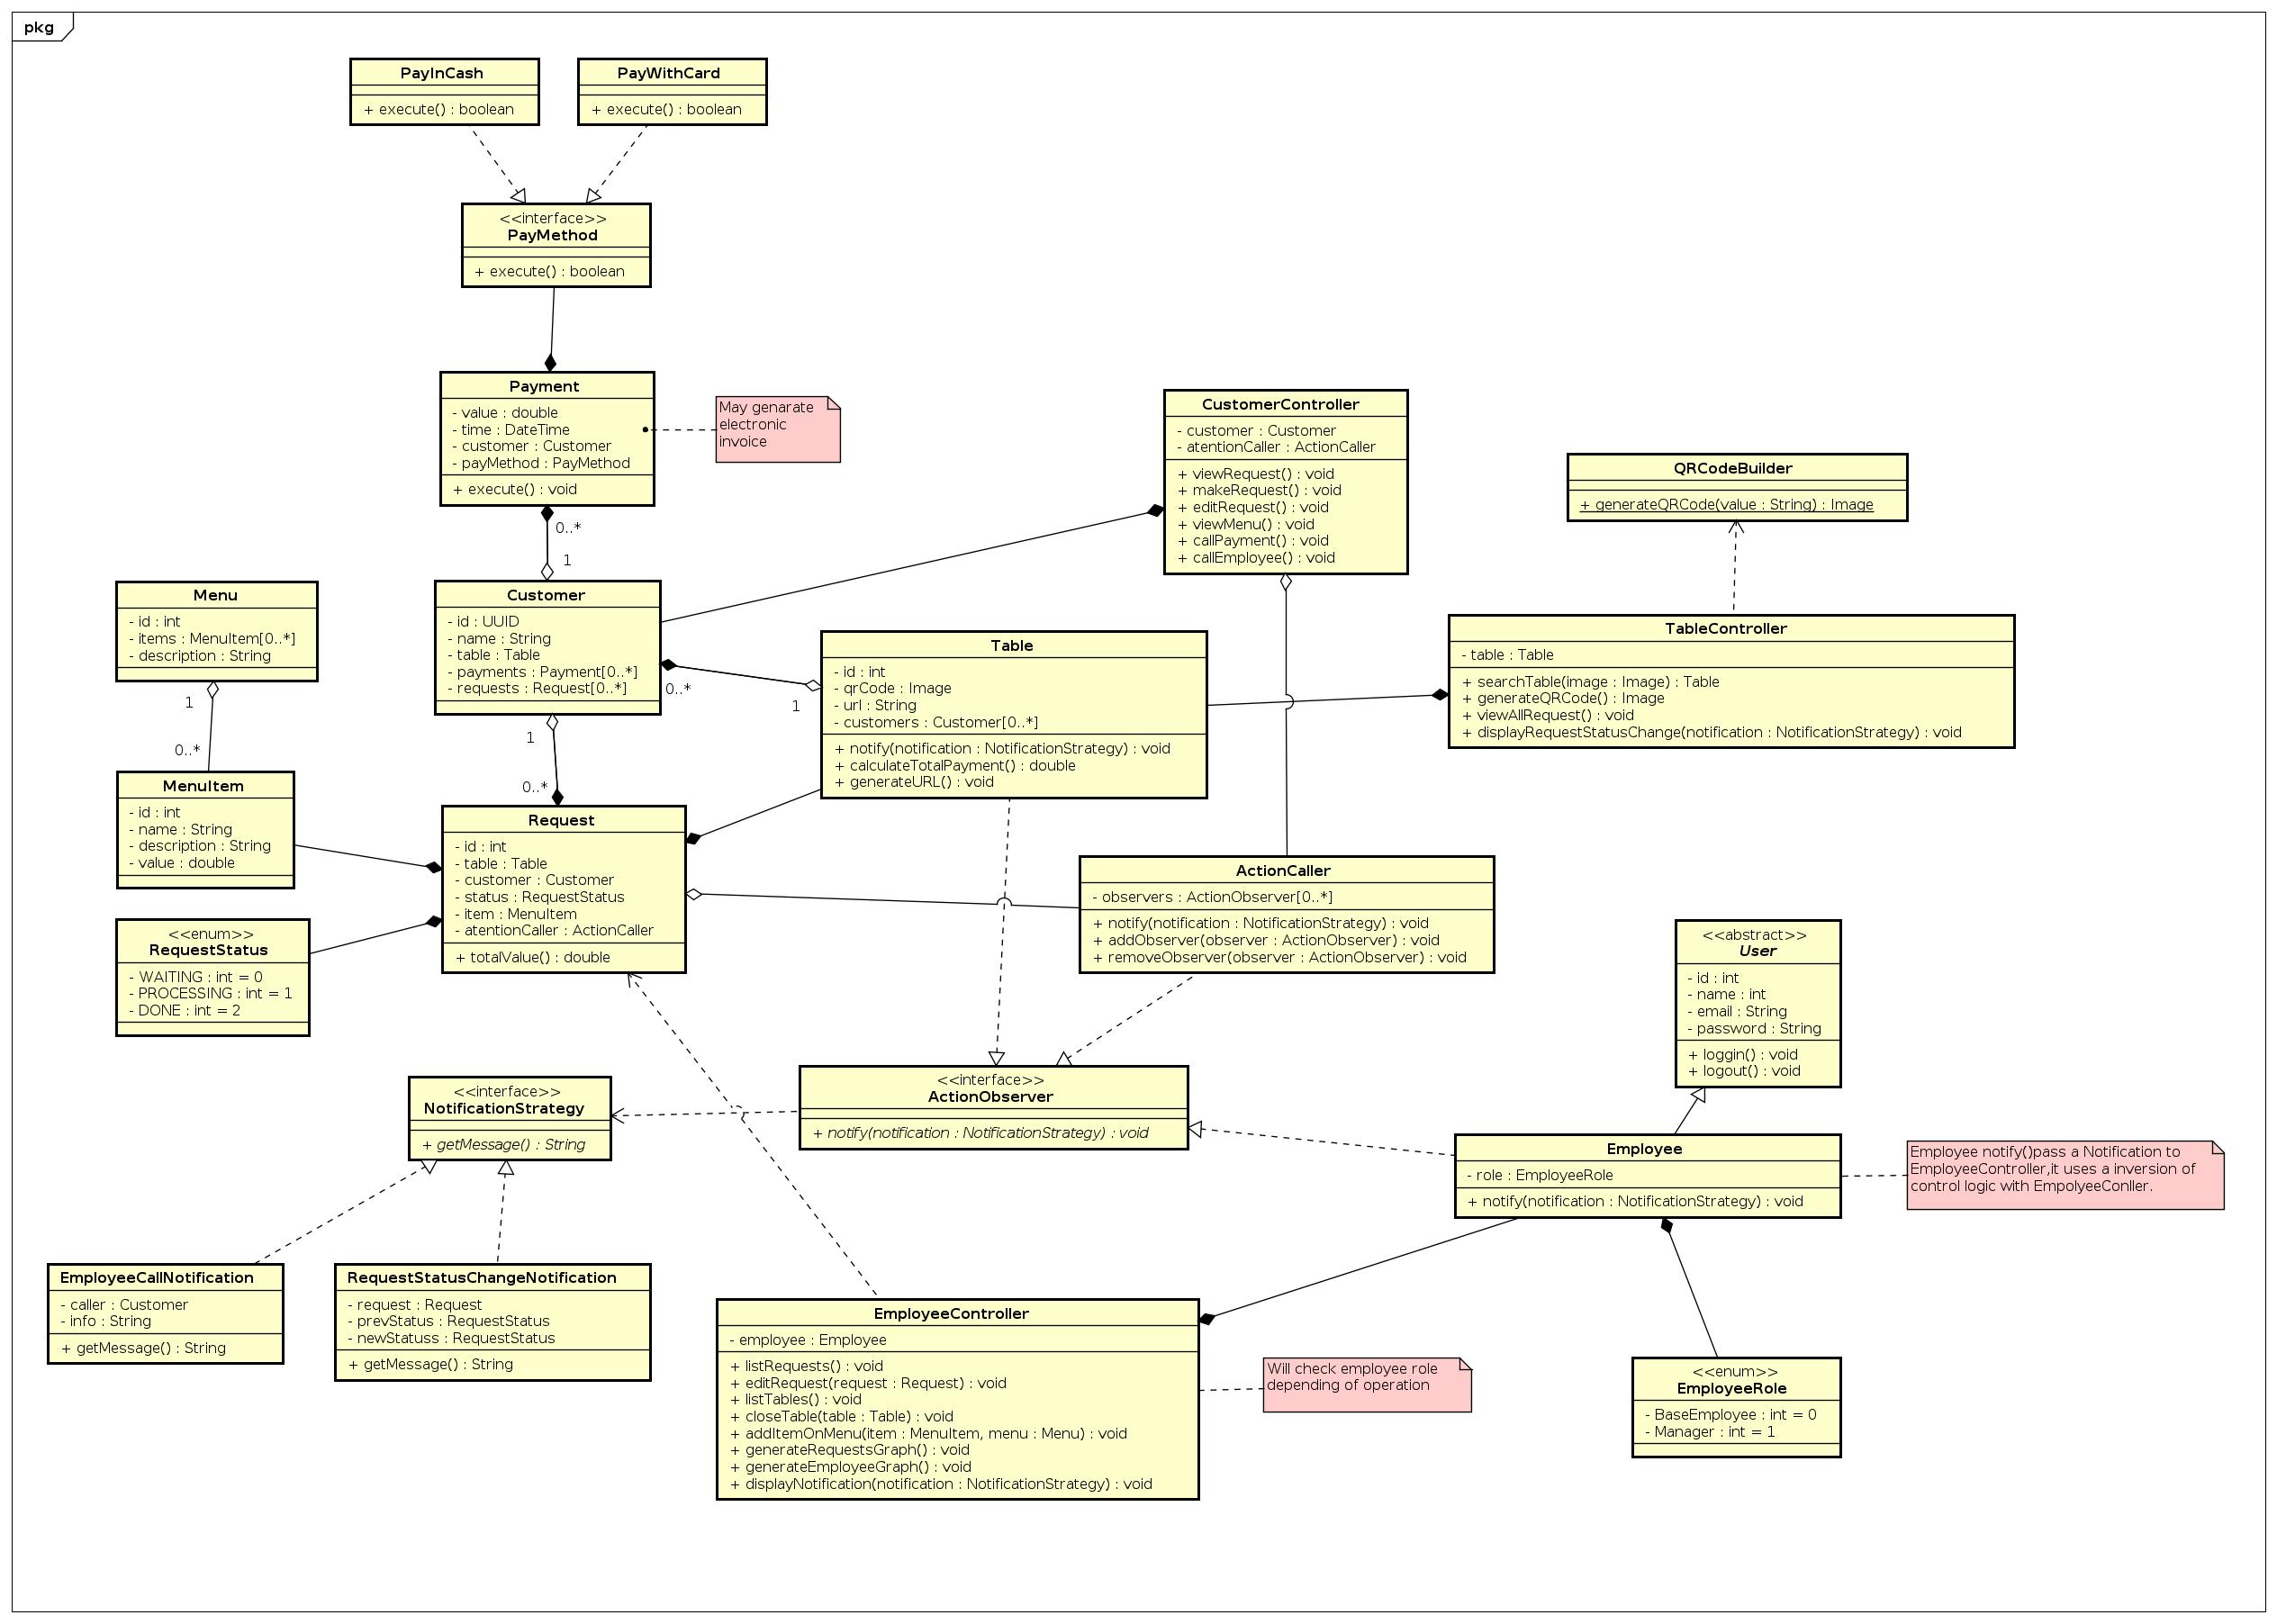 pkg
PayInCash
+ execute() : boolean
PayWithCard
+ execute() : boolean
<<interface>>
PayMethod
+ execute() : boolean
Payment
- value : double
- time : DateTime
- customer : Customer
- payMethod : PayMethod
+ execute() : void
May genarate
electronic
invoice
0..*
1
CustomerController
- customer : Customer
- atentionCaller : ActionCaller
+ viewRequest() : void
+ makeRequest() : void
+ editRequest() : void
+ viewMenu() : void
+ callPayment() : void
+ callEmployee() : void
QRCodeBuilder
+ generateQRCode(value : String) : Image
Menu
- id : int
- items : MenuItem[0..*]
- description : String
1
0..*
Customer
- id : UUID
- name : String
- table : Table
- payments : Payment[0..*]
- requests : Request[0..*]
0..*
1
1
0..*
Table
- id : int
- qrCode : Image
- url : String
- customers : Customer[0..*]
+ notify(notification : NotificationStrategy) : void
+ calculateTotalPayment() : double
+ generateURL() : void
TableController
- table : Table
+ searchTable(image : Image) : Table
+ generateQRCode() : Image
+ viewAllRequest() : void
+ displayRequestStatusChange(notification : NotificationStrategy) : void
MenuItem
- id : int
- name : String
- description : String
- value : double
Request
- id : int
- table : Table
- customer : Customer
- status : RequestStatus
- item : MenuItem
- atentionCaller : ActionCaller
+ totalValue() : double
ActionCaller
- observers : ActionObserver[0..*]
+ notify(notification : NotificationStrategy) : void
+ addObserver(observer : ActionObserver) : void
+ removeObserver(observer : ActionObserver) : void
<<enum>>
RequestStatus
- WAITING : int = 0
- PROCESSING : int = 1
- DONE : int = 2
<<abstract>>
User
- id : int
- name : int
- email : String
- password : String
+ loggin() : void
+ logout() : void
<<interface>>
NotificationStrategy
+ getMessage() : String
<<interface>>
ActionObserver
+ notify(notification : NotificationStrategy) : void
Employee
- role : EmployeeRole
+ notify(notification : NotificationStrategy) : void
Employee notify()pass a Notification to
EmployeeController,it uses a inversion of
control logic with EmpolyeeConller.
EmployeeCallNotification
- caller : Customer
- info : String
+ getMessage() : String
RequestStatusChangeNotification
- request : Request
- prevStatus : RequestStatus
- newStatuss : RequestStatus
+ getMessage() : String
EmployeeController
- employee : Employee
+ listRequests() : void
+ editRequest(request : Request) : void
+ listTables() : void
+ closeTable(table : Table) : void
+ addItemOnMenu(item : MenuItem, menu : Menu) : void
+ generateRequestsGraph() : void
+ generateEmployeeGraph() : void
+ displayNotification(notification : NotificationStrategy) : void
Will check employee role
depending of operation
<<enum>>
EmployeeRole
- BaseEmployee : int = 0
- Manager : int = 1